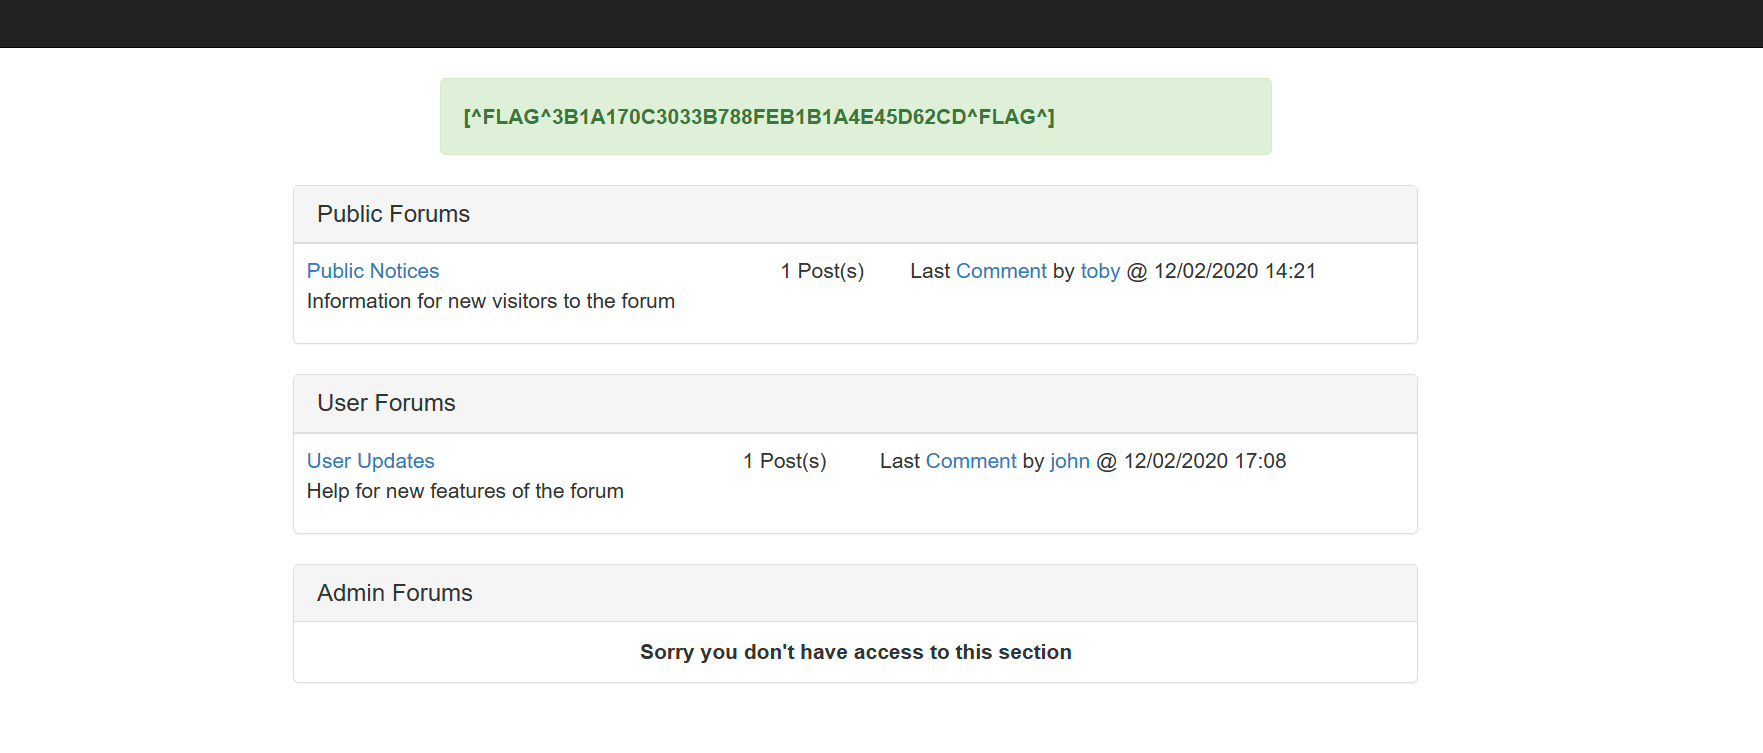 [^FLAG^3B1A170C3033B788FEB1B1A4E45D62CD^FLAG^]
Public Forums
Public Notices 1 Post(s) Last Comment by toby @ 12/02/2020 14:21
Information for new visitors to the forum
User Forums
User Updates 1 Post(s) Last Comment by john @ 12/02/2020 17:08
Help for new features of the forum
Admin Forums
Sorry you don't have access to this section